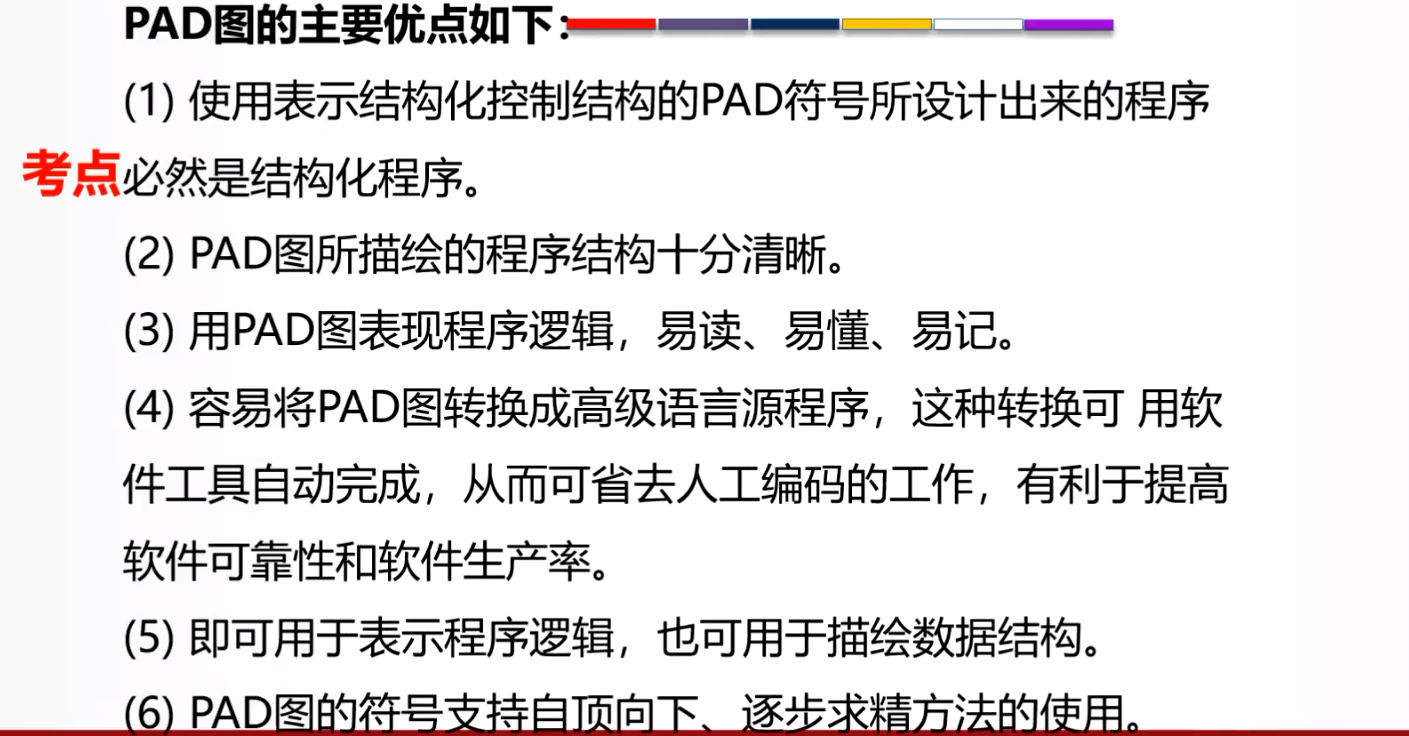 PAD图的主要优点如下：
(1) 使用表示结构化控制结构的PAD符号所设计出来的程序
考点必然是结构化程序。
(2) PAD图所描绘的程序结构十分清晰。
(3) 用PAD图表现程序逻辑，易读、易懂、易记。
(4) 容易将PAD图转换成高级语言源程序，这种转换可 用软
件工具自动完成，从而可省去人工编码的工作，有利于提高
软件可靠性和软件生产率。
(5) 即可用于表示程序逻辑，也可用于描绘数据结构。
(6) PAD图的符号支持自顶向下、逐步求精方法的使用。